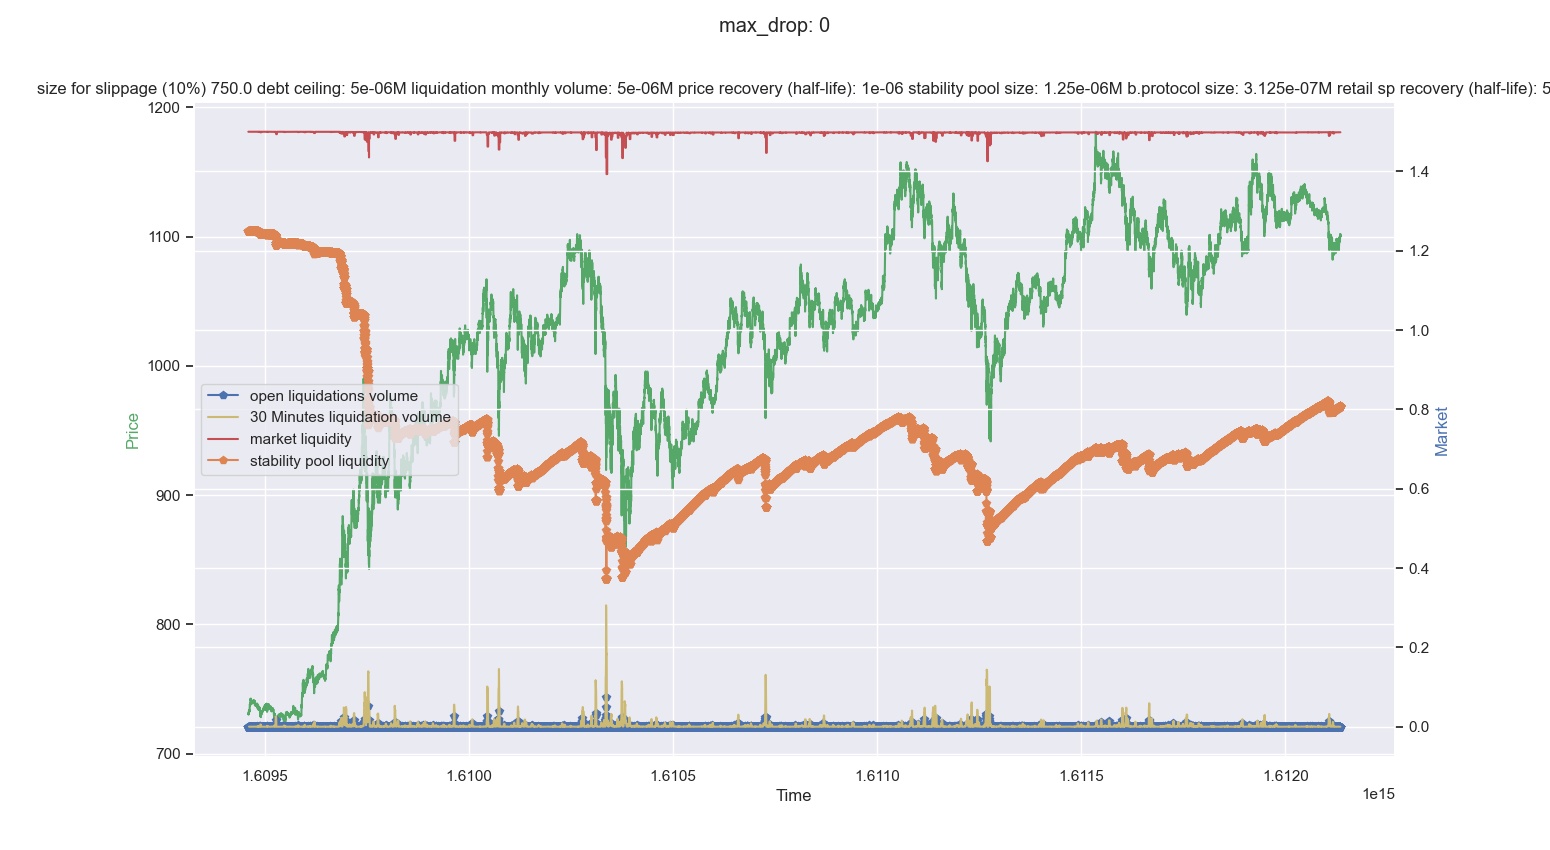 max_drop: 0
size for slippage (10%) 750.0 debt ceiling: 5e-06M liquidation monthly volume: 5e-06M price recovery (half-life): 1e-06 stability pool size: 1.25e-06M b.protocol size: 3.125e-07M retail sp recovery (half-life): 5
1200
1100
1000
900
800
700
Price
1.4
1.2
1.0
0.8
0.6
0.4
0.2
0.0
Market
open liquidations volume
30 Minutes liquidation volume
market liquidity
stability pool liquidity
1.6095 1.6100 1.6105 1.6110 1.6115 1.6120
1e15
Time